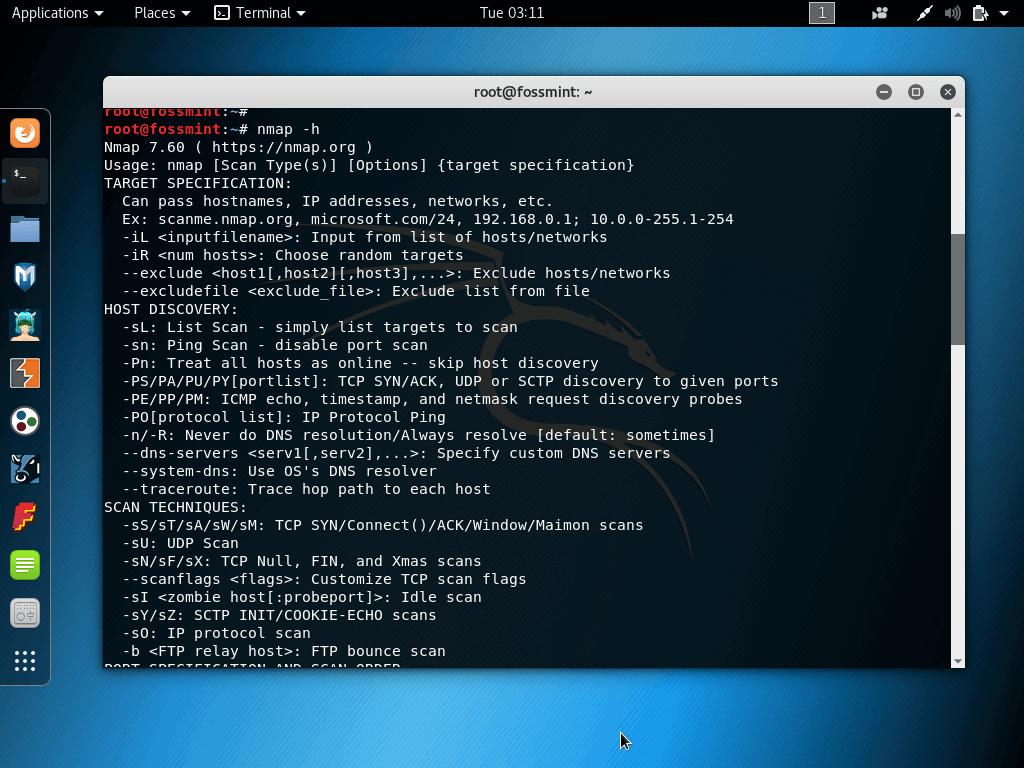 Applications Places Terminal Tue 03:11 1
root@fossmint: ~
root@fossmint:~#
root@fossmint:~# nmap -h
Nmap 7.60 ( https://nmap.org )
Usage: nmap [Scan Type(s)] [Options] {target specification}
TARGET SPECIFICATION:
  Can pass hostnames, IP addresses, networks, etc.
  Ex: scanme.nmap.org, microsoft.com/24, 192.168.0.1; 10.0.0-255.1-254
  -iL <inputfilename>: Input from list of hosts/networks
  -iR <num hosts>: Choose random targets
  --exclude <host1[,host2][,host3],...>: Exclude hosts/networks
  --excludefile <exclude_file>: Exclude list from file
HOST DISCOVERY:
  -sL: List Scan - simply list targets to scan
  -sn: Ping Scan - disable port scan
  -Pn: Treat all hosts as online -- skip host discovery
  -PS/PA/PU/PY[portlist]: TCP SYN/ACK, UDP or SCTP discovery to given ports
  -PE/PP/PM: ICMP echo, timestamp, and netmask request discovery probes
  -PO[protocol list]: IP Protocol Ping
  -n/-R: Never do DNS resolution/Always resolve [default: sometimes]
  --dns-servers <serv1[,serv2],...>: Specify custom DNS servers
  --system-dns: Use OS's DNS resolver
  --traceroute: Trace hop path to each host
SCAN TECHNIQUES:
  -sS/sT/sA/sW/sM: TCP SYN/Connect()/ACK/Window/Maimon scans
  -sU: UDP Scan
  -sN/sF/sX: TCP Null, FIN, and Xmas scans
  --scanflags <flags>: Customize TCP scan flags
  -sI <zombie host[:probeport]>: Idle scan
  -sY/sZ: SCTP INIT/COOKIE-ECHO scans
  -sO: IP protocol scan
  -b <FTP relay host>: FTP bounce scan
PORT SPECIFICATION AND SCAN ORDER: